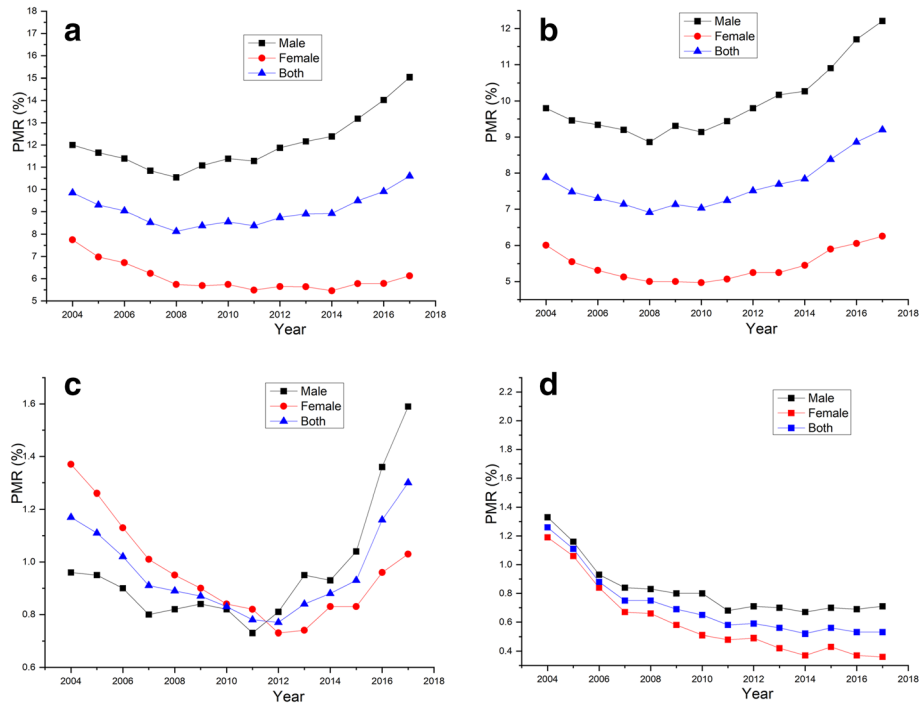 a
Male
Female
Both
PMR (%)
18
17
16
15
14
13
12
11
10
9
8
7
6
5
2004
2006
2008
2010
2012
2014
2016
2018
Year
b
Male
Female
Both
PMR (%)
12
11
10
9
8
7
6
5
2004
2006
2008
2010
2012
2014
2016
2018
Year
c
Male
Female
Both
PMR (%)
1.6
1.4
1.2
1.0
0.8
0.6
2004
2006
2008
2010
2012
2014
2016
2018
Year
d
Male
Female
Both
PMR (%)
2.2
2.0
1.8
1.6
1.4
1.2
1.0
0.8
0.6
0.4
2004
2006
2008
2010
2012
2014
2016
2018
Year